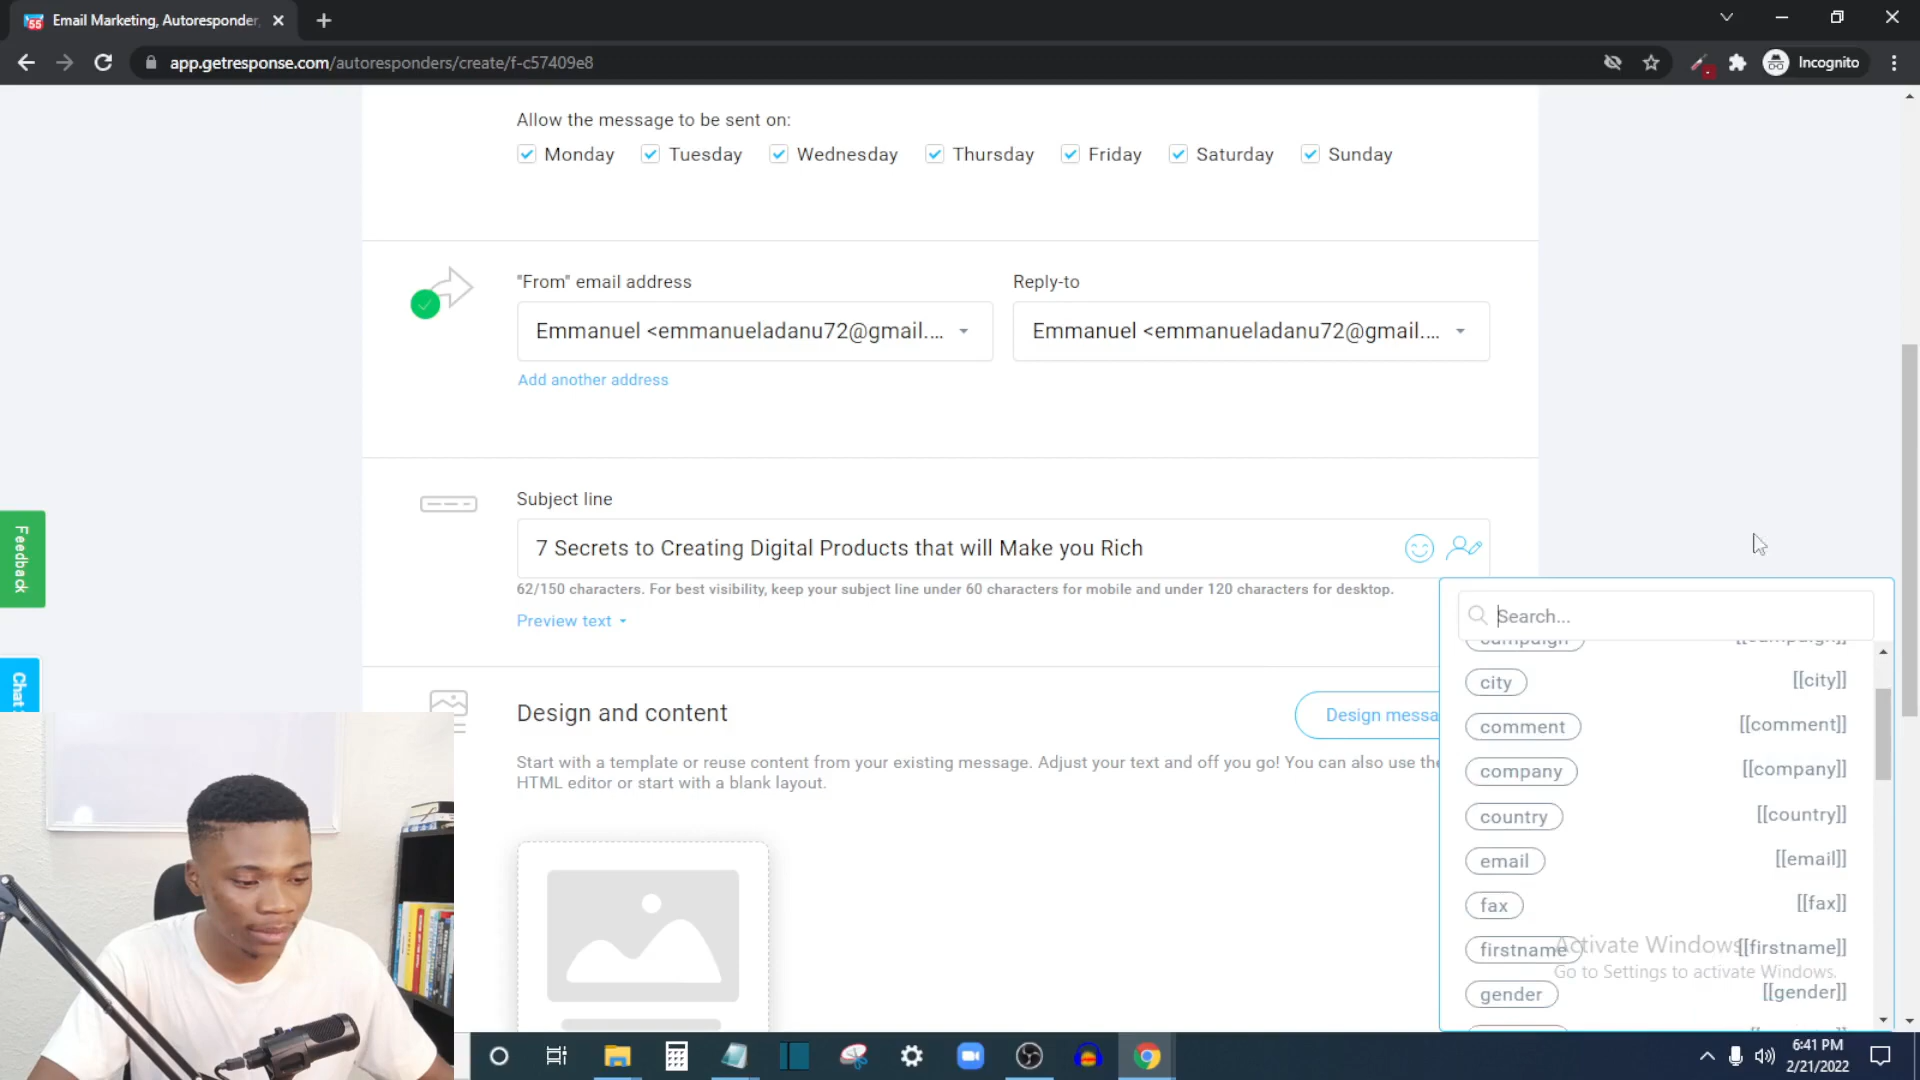 Email Marketing, Autoresponder,
app.getresponse.com/autoresponders/create/f-c57409e8
Incognito
Allow the message to be sent on:
Monday Tuesday Wednesday Thursday Friday Saturday Sunday
"From" email address Reply-to
Emmanuel <emmanueladanu72@gmail.... Emmanuel <emmanueladanu72@gmail....
Add another address
Subject line
7 Secrets to Creating Digital Products that will Make you Rich
62/150 characters. For best visibility, keep your subject line under 60 characters for mobile and under 120 characters for desktop.
Preview text
Feedback
Chat
Search...
campaign [[campaign]]
city [[city]]
comment [[comment]]
company [[company]]
country [[country]]
email [[email]]
fax [[fax]]
firstname [[firstname]]
gender [[gender]]
Design and content
Design messa
Start with a template or reuse content from your existing message. Adjust your text and off you go! You can also use the
HTML editor or start with a blank layout.
Activate Windows
Go to Settings to activate Windows.
6:41 PM
2/21/2022